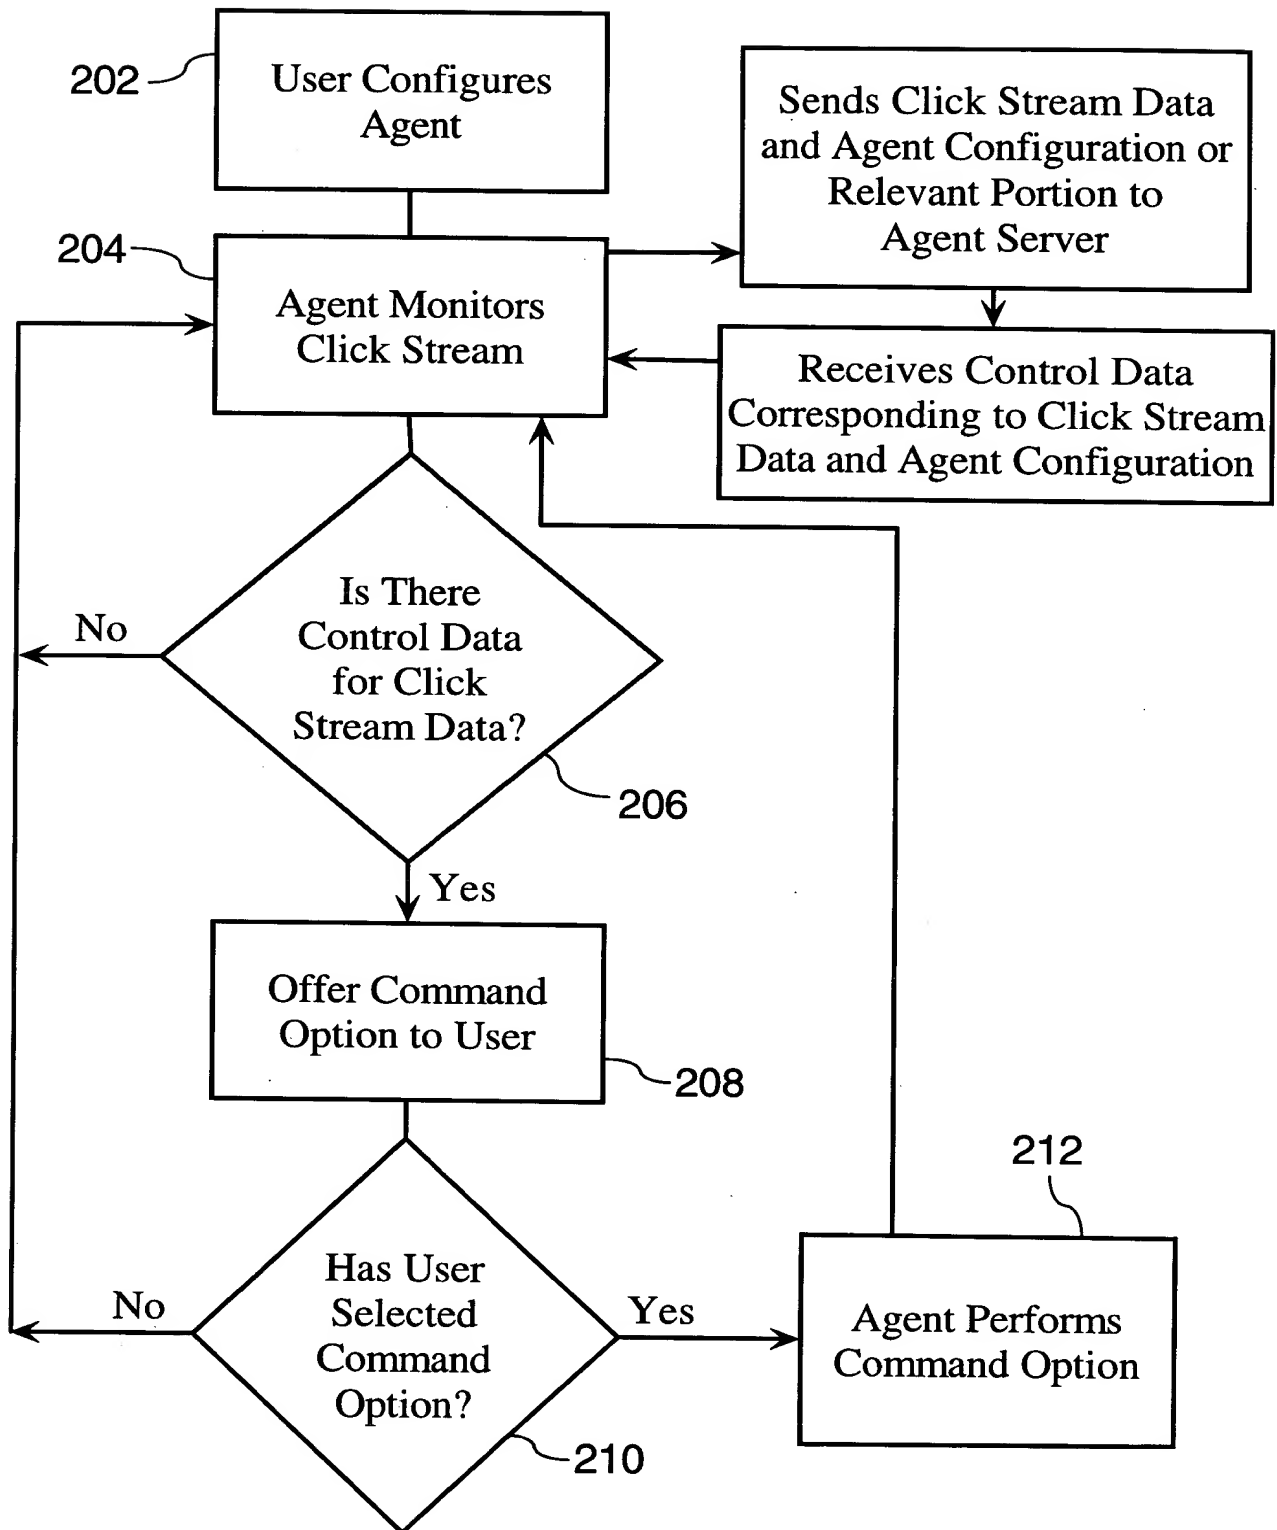 202
User Configures
Agent
Sends Click Stream Data
and Agent Configuration or
Relevant Portion to
Agent Server
204
Agent Monitors
Click Stream
Receives Control Data
Corresponding to Click Stream
Data and Agent Configuration
Is There
Control Data
for Click
Stream Data?
No
206
Yes
Offer Command
Option to User
208
212
Has User
Selected
Command
Option?
No
Yes
Agent Performs
Command Option
210